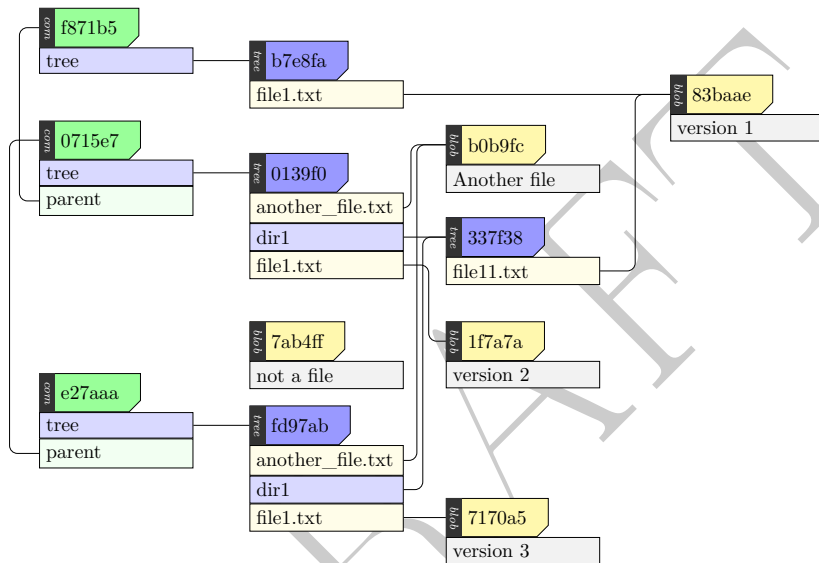 com f871b5
tree
tree b7e8fa
file1.txt
blob 83baae
version 1
com 0715e7
tree
parent
tree 0139f0
another_file.txt
dir1
file1.txt
blob b0b9fc
Another file
tree 337f38
file11.txt
blob 7ab4ff
not a file
blob 1f7a7a
version 2
com e27aaa
tree
parent
tree fd97ab
another_file.txt
dir1
file1.txt
blob 7170a5
version 3
RAFT